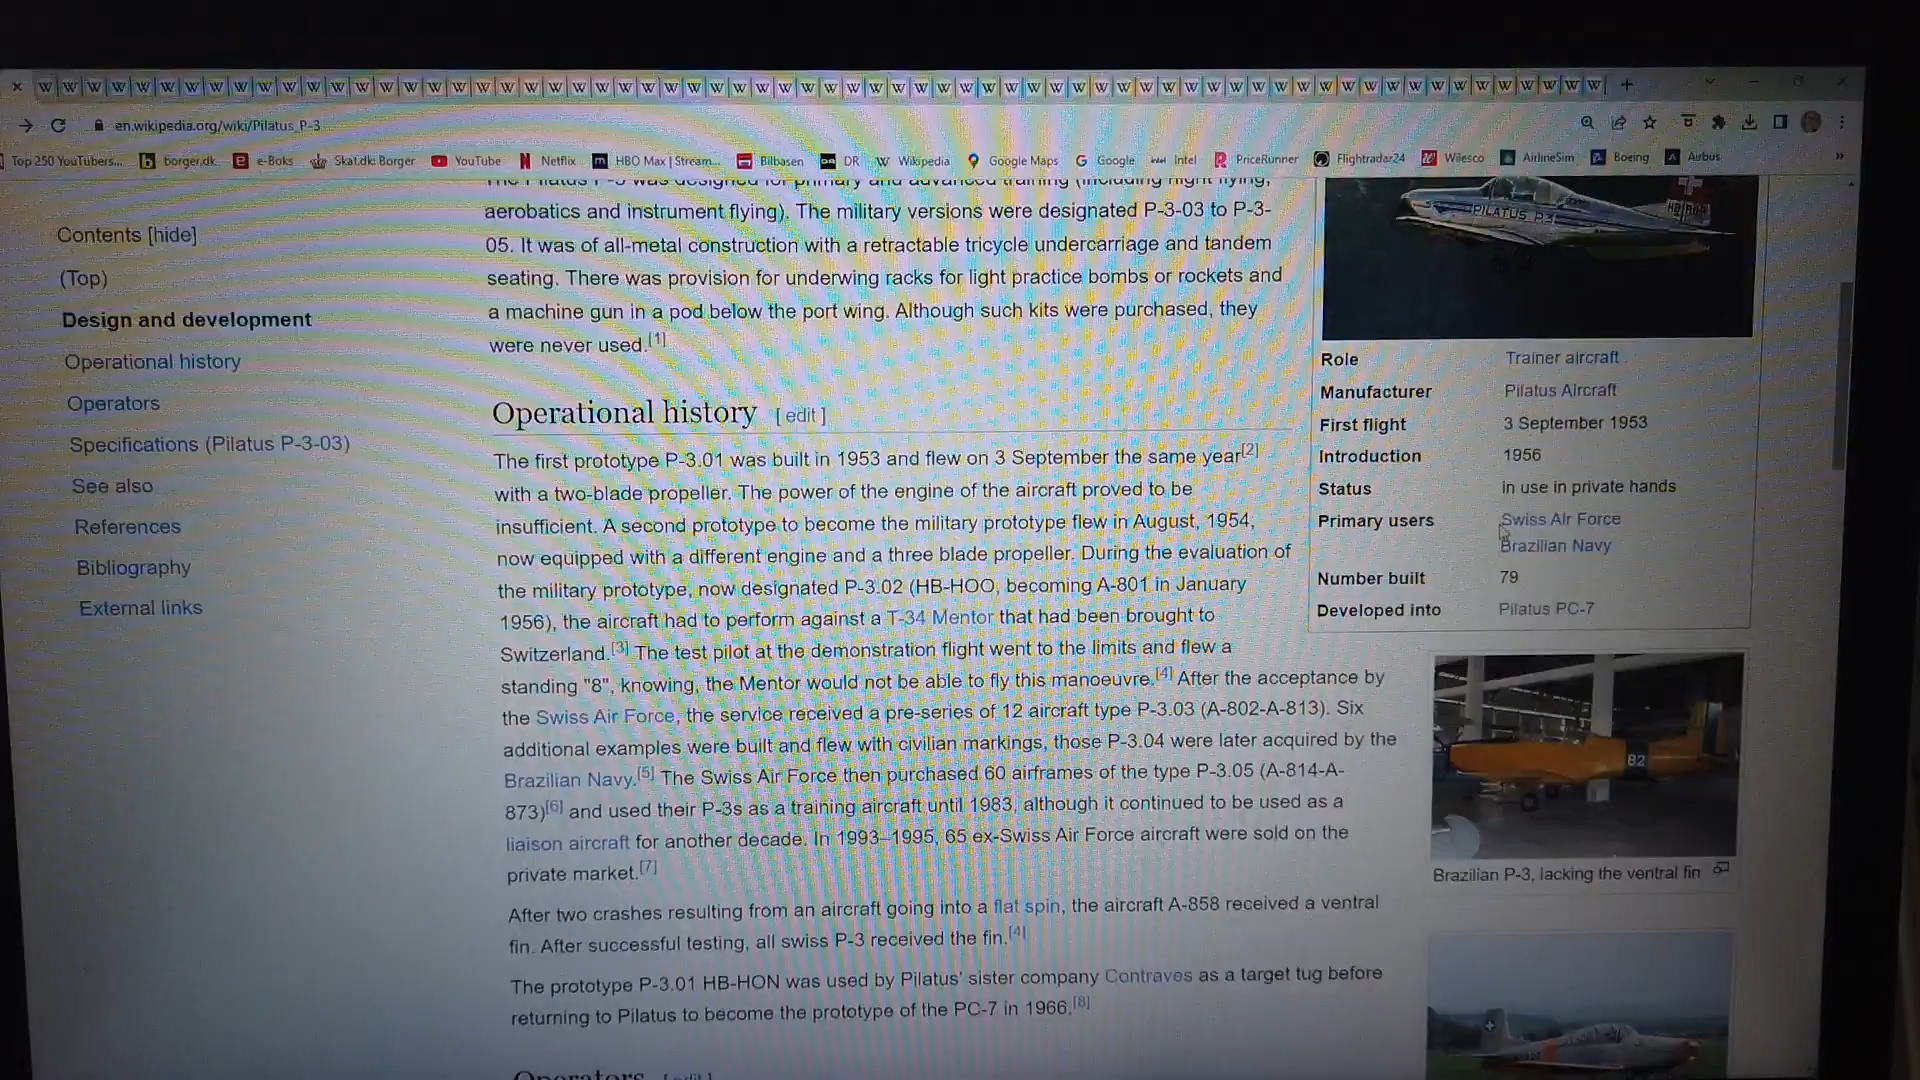 en.wikipedia.org/wiki/Pilatus_P-3
Top 250 YouTubers... borger.dk e-Boks Skat.dk: Borger YouTube Netflix HBO Max | Stream... Bilbasen DR Wikipedia Google Maps Google Intel PriceRunner Flightradar24 Wilesco AirlineSim Boeing Airbus »
Contents [hide]
(Top)
Design and development
Operational history
Operators
Specifications (Pilatus P-3-03)
See also
References
Bibliography
External links
The Pilatus P-3 was designed for primary and advanced training (including night flying,
aerobatics and instrument flying). The military versions were designated P-3-03 to P-3-
05. It was of all-metal construction with a retractable tricycle undercarriage and tandem
seating. There was provision for underwing racks for light practice bombs or rockets and
a machine gun in a pod below the port wing. Although such kits were purchased, they
were never used.[1]
Operational history [ edit ]
The first prototype P-3.01 was built in 1953 and flew on 3 September the same year[2]
with a two-blade propeller. The power of the engine of the aircraft proved to be
insufficient. A second prototype to become the military prototype flew in August, 1954,
now equipped with a different engine and a three blade propeller. During the evaluation of
the military prototype, now designated P-3.02 (HB-HOO, becoming A-801 in January
1956), the aircraft had to perform against a T-34 Mentor that had been brought to
Switzerland.[3] The test pilot at the demonstration flight went to the limits and flew a
standing "8", knowing, the Mentor would not be able to fly this manoeuvre.[4] After the acceptance by
the Swiss Air Force, the service received a pre-series of 12 aircraft type P-3.03 (A-802-A-813). Six
additional examples were built and flew with civilian markings, those P-3.04 were later acquired by the
Brazilian Navy.[5] The Swiss Air Force then purchased 60 airframes of the type P-3.05 (A-814-A-
873)[6] and used their P-3s as a training aircraft until 1983, although it continued to be used as a
liaison aircraft for another decade. In 1993–1995, 65 ex-Swiss Air Force aircraft were sold on the
private market.[7]
After two crashes resulting from an aircraft going into a flat spin, the aircraft A-858 received a ventral
fin. After successful testing, all swiss P-3 received the fin.[4]
The prototype P-3.01 HB-HON was used by Pilatus' sister company Contraves as a target tug before
returning to Pilatus to become the prototype of the PC-7 in 1966.[8]
Operators [ edit ]
PILATUS P3
Role Trainer aircraft
Manufacturer Pilatus Aircraft
First flight 3 September 1953
Introduction 1956
Status in use in private hands
Primary users Swiss Air Force
Brazilian Navy
Number built 79
Developed into Pilatus PC-7
82
Brazilian P-3, lacking the ventral fin